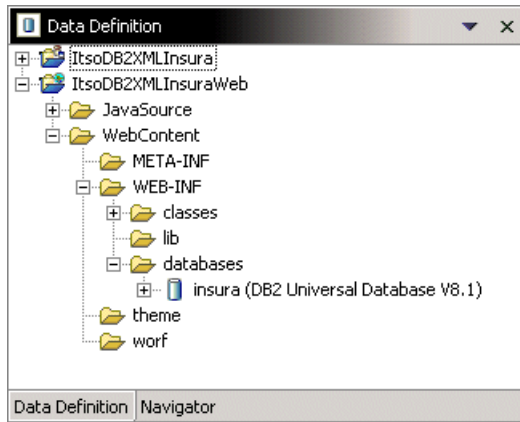 Data Definition
ItsoDB2XMLInsura
ItsoDB2XMLInsuraWeb
JavaSource
WebContent
META-INF
WEB-INF
classes
lib
databases
insura (DB2 Universal Database V8.1)
theme
worf
Data Definition Navigator